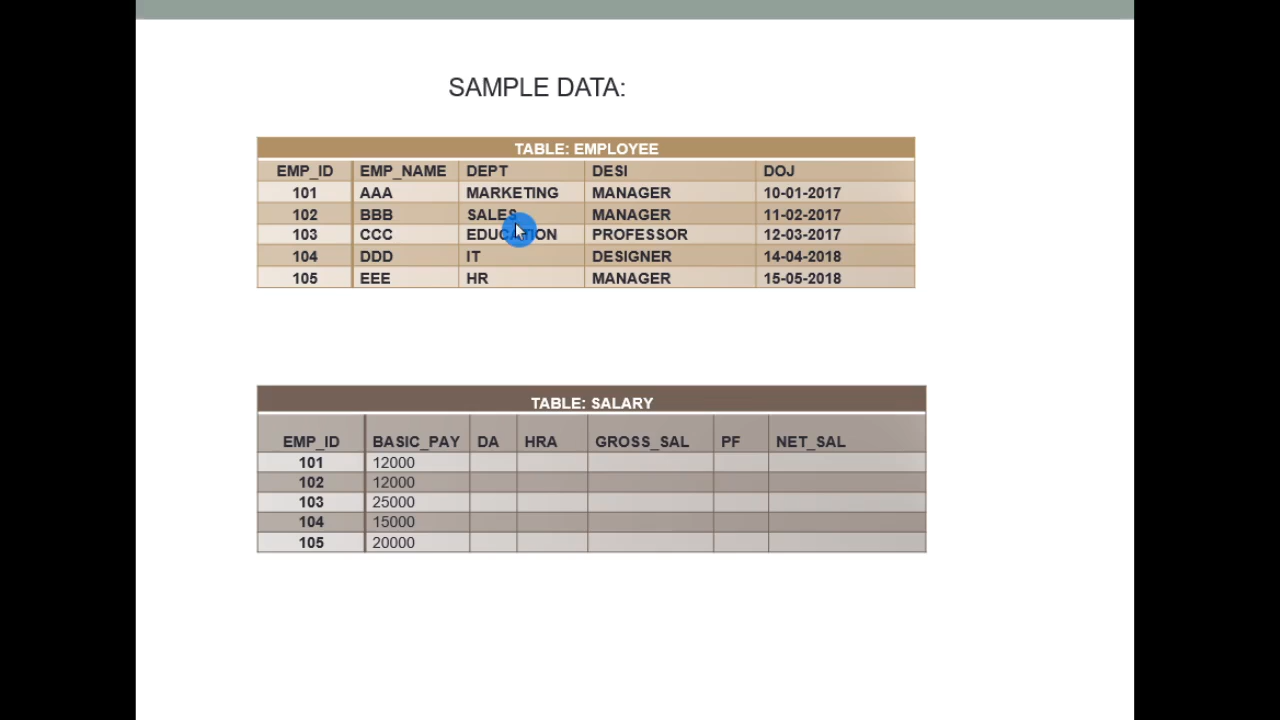 SAMPLE DATA:
TABLE: EMPLOYEE
EMP_ID EMP_NAME DEPT DESI DOJ
101 AAA MARKETING MANAGER 10-01-2017
102 BBB SALES MANAGER 11-02-2017
103 CCC EDUCATION PROFESSOR 12-03-2017
104 DDD IT DESIGNER 14-04-2018
105 EEE HR MANAGER 15-05-2018
TABLE: SALARY
EMP_ID BASIC_PAY DA HRA GROSS_SAL PF NET_SAL
101 12000
102 12000
103 25000
104 15000
105 20000